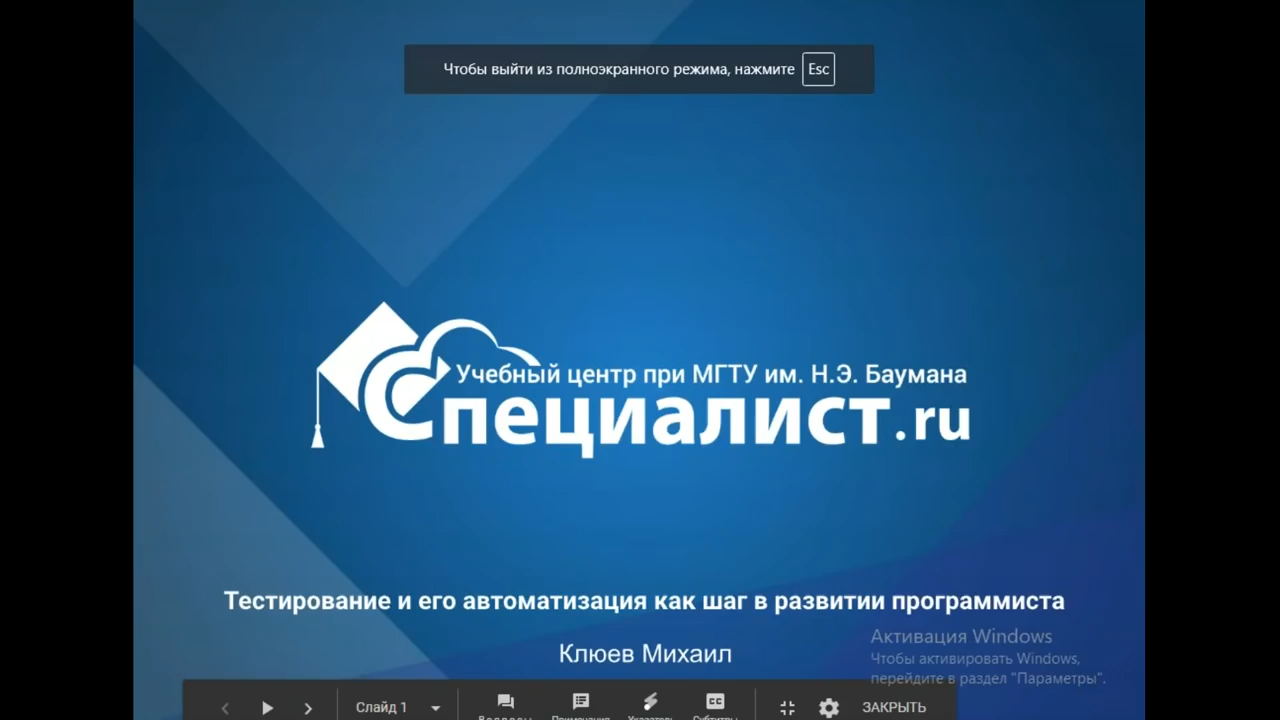 Чтобы выйти из полноэкранного режима, нажмите Esc
Учебный центр при МГТУ им. Н.Э. Баумана
Специалист.ru
Тестирование и его автоматизация как шаг в развитии программиста
Клюев Михаил
Активация Windows
Чтобы активировать Windows,
перейдите в раздел "Параметры".
Слайд 1
CC
ЗАКРЫТЬ